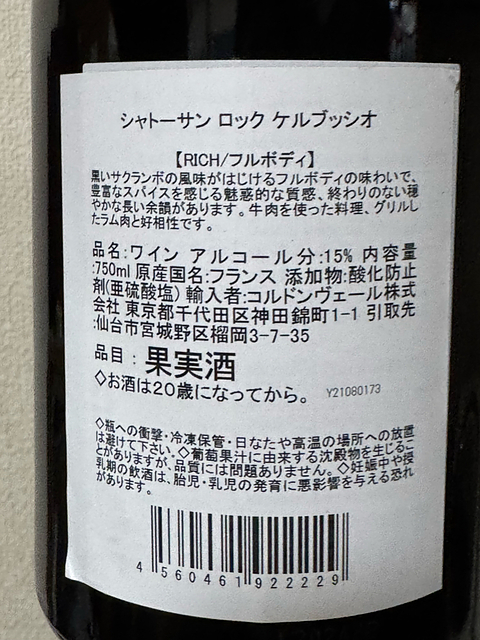 シャトーサン ロック ケルブッシオ
【RICH/フルボディ】
黒いサクランボの風味がはじけるフルボディの味わいで、
豊富なスパイスを感じる魅惑的な質感、終わりのない穏
やかな長い余韻があります。牛肉を使った料理、グリルし
たラム肉と好相性です。
品名:ワイン アルコール分:15% 内容量
:750ml 原産国名:フランス 添加物:酸化防止
剤(亜硫酸塩) 輸入者:コルドンヴェール株式
会社 東京都千代田区神田錦町1-1 引取先
:仙台市宮城野区榴岡3-7-35
品目：果実酒
◇お酒は20歳になってから。 Y21080173
◇瓶への衝撃・冷凍保管・日なたや高温の場所への放置
は避けて下さい。◇葡萄果汁に由来する沈殿物を生じるこ
とがありますが、品質には問題ありません。◇妊娠中や授
乳期の飲酒は、胎児・乳児の発育に悪影響を与える恐れ
があります。
4 560461 922229